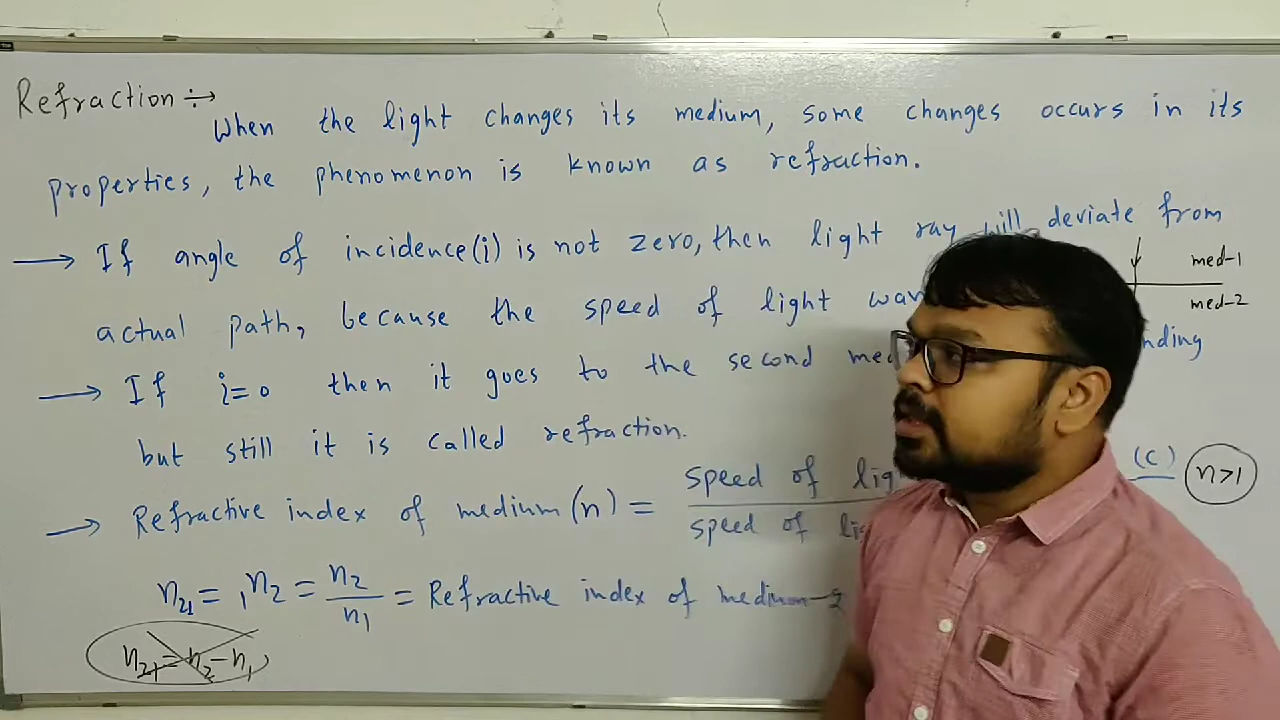 Refraction ÷→
When the light changes its medium, some changes occurs in its
properties, the phenomenon is known as refraction.
→ If angle of incidence(i) is not zero, then light ray will deviate from
med-1
med-2
actual path, because the speed of light
→ If i=0 then it goes to the second
but still it is called refraction.
→ Refractive index of medium(n) = speed of
speed of
(c)
n>1
n21 = 1n2 = n2/n1 = Refractive index of medium-2
n21 = n2-n1